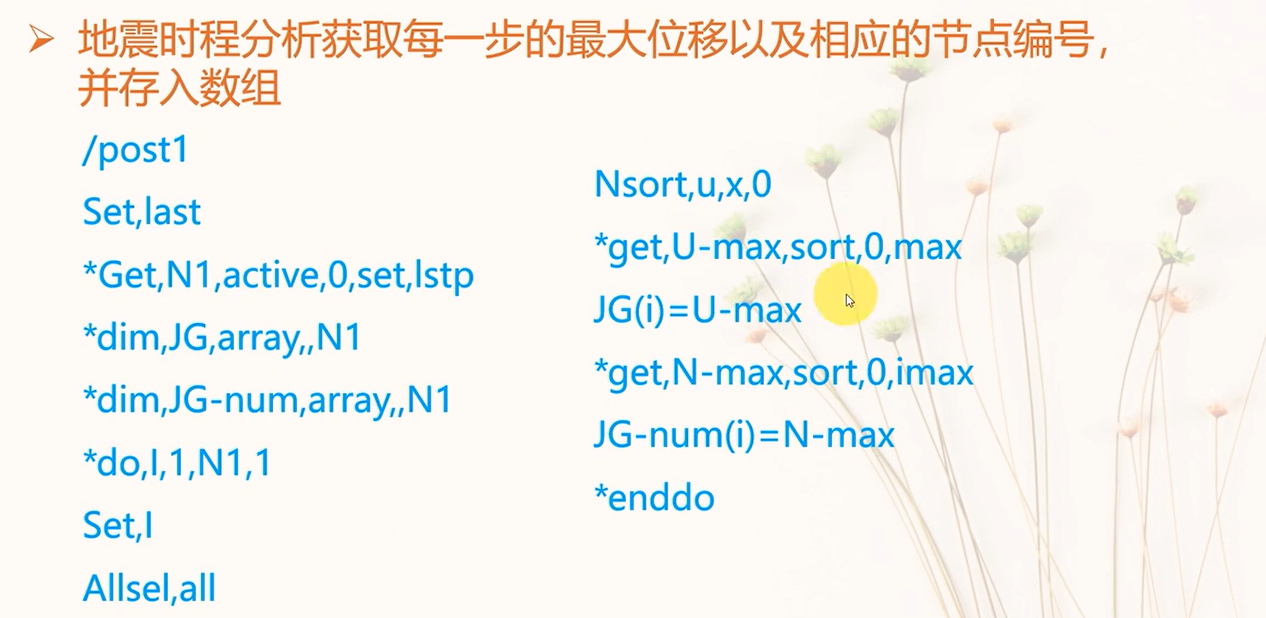 地震时程分析获取每一步的最大位移以及相应的节点编号，
并存入数组
/post1
Set,last
*Get,N1,active,0,set,lstp
*dim,JG,array,,N1
*dim,JG-num,array,,N1
*do,I,1,N1,1
Set,I
Allsel,all
Nsort,u,x,0
*get,U-max,sort,0,max
JG(i)=U-max
*get,N-max,sort,0,imax
JG-num(i)=N-max
*enddo